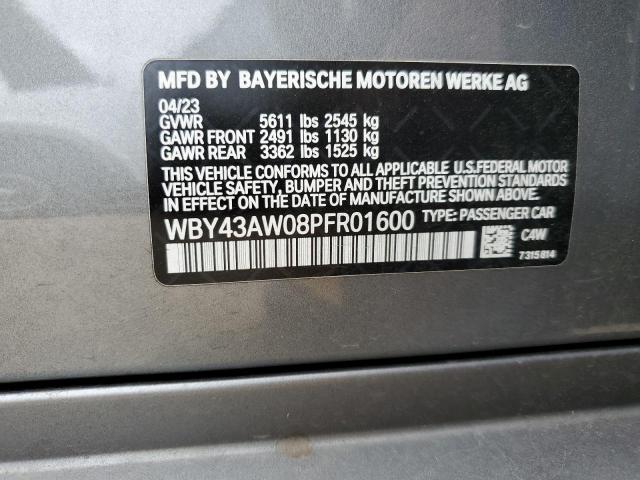 MFD BY BAYERISCHE MOTOREN WERKE AG
04/23
GVWR 5611 lbs 2545 kg
GAWR FRONT 2491 lbs 1130 kg
GAWR REAR 3362 lbs 1525 kg
THIS VEHICLE CONFORMS TO ALL APPLICABLE U.S.FEDERAL MOTOR
VEHICLE SAFETY, BUMPER AND THEFT PREVENTION STANDARDS
IN EFFECT ON THE DATE OF MANUFACTURE SHOWN ABOVE.
WBY43AW08PFR01600 TYPE: PASSENGER CAR
C4W
7315814